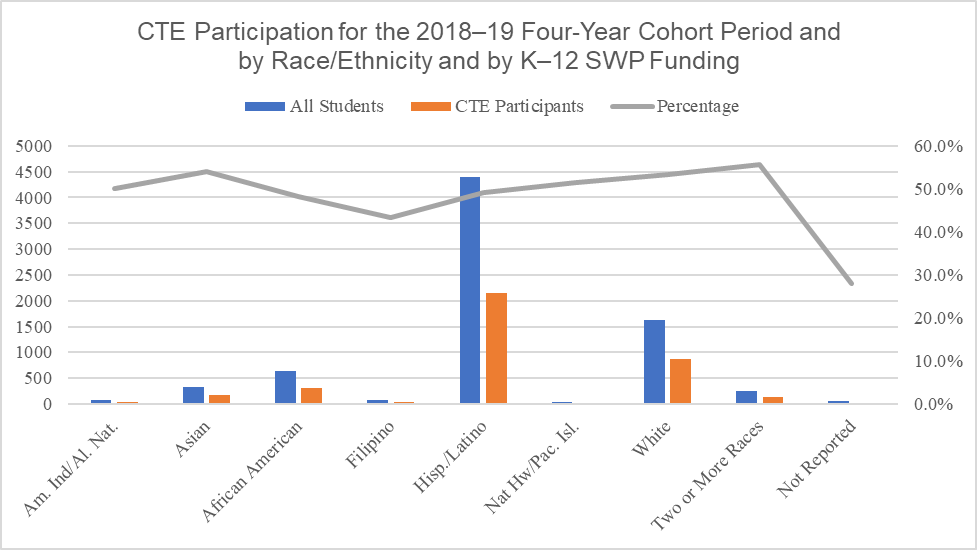 CTE Participation for the 2018–19 Four-Year Cohort Period and
by Race/Ethnicity and by K–12 SWP Funding
All Students CTE Participants Percentage
5000 60.0%
4500
4000 50.0%
3500
3000 40.0%
2500 30.0%
2000
1500 20.0%
1000 10.0%
500
0 0.0%
Am. Ind/Al. Nat.
Asian
African American
Filipino
Hisp./Latino
Nat Hw/Pac. Isl.
White
Two or More Races
Not Reported